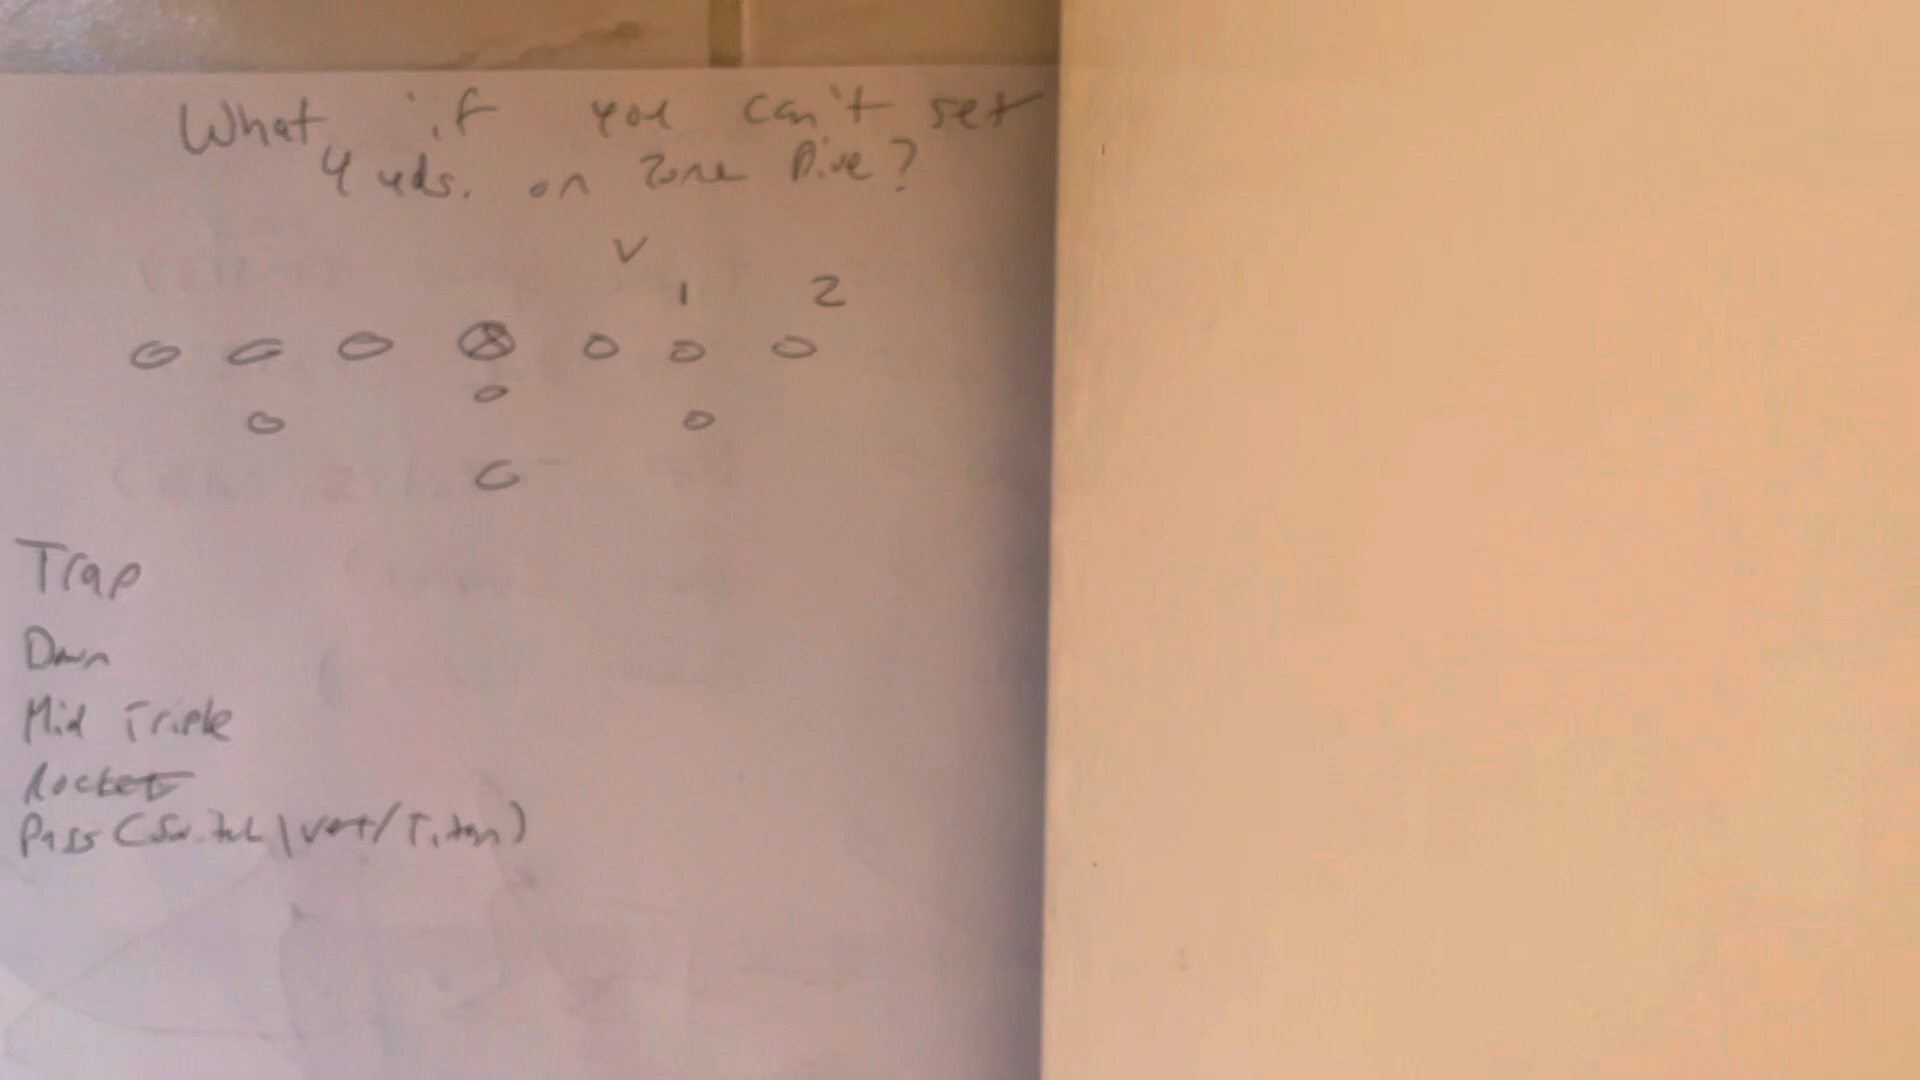 What if you can't get
4 yds. on Zone Dive?
V
1 2
Trap
Down
Mid Triple
Rocket
Pass (Switch / Vert / Titan)